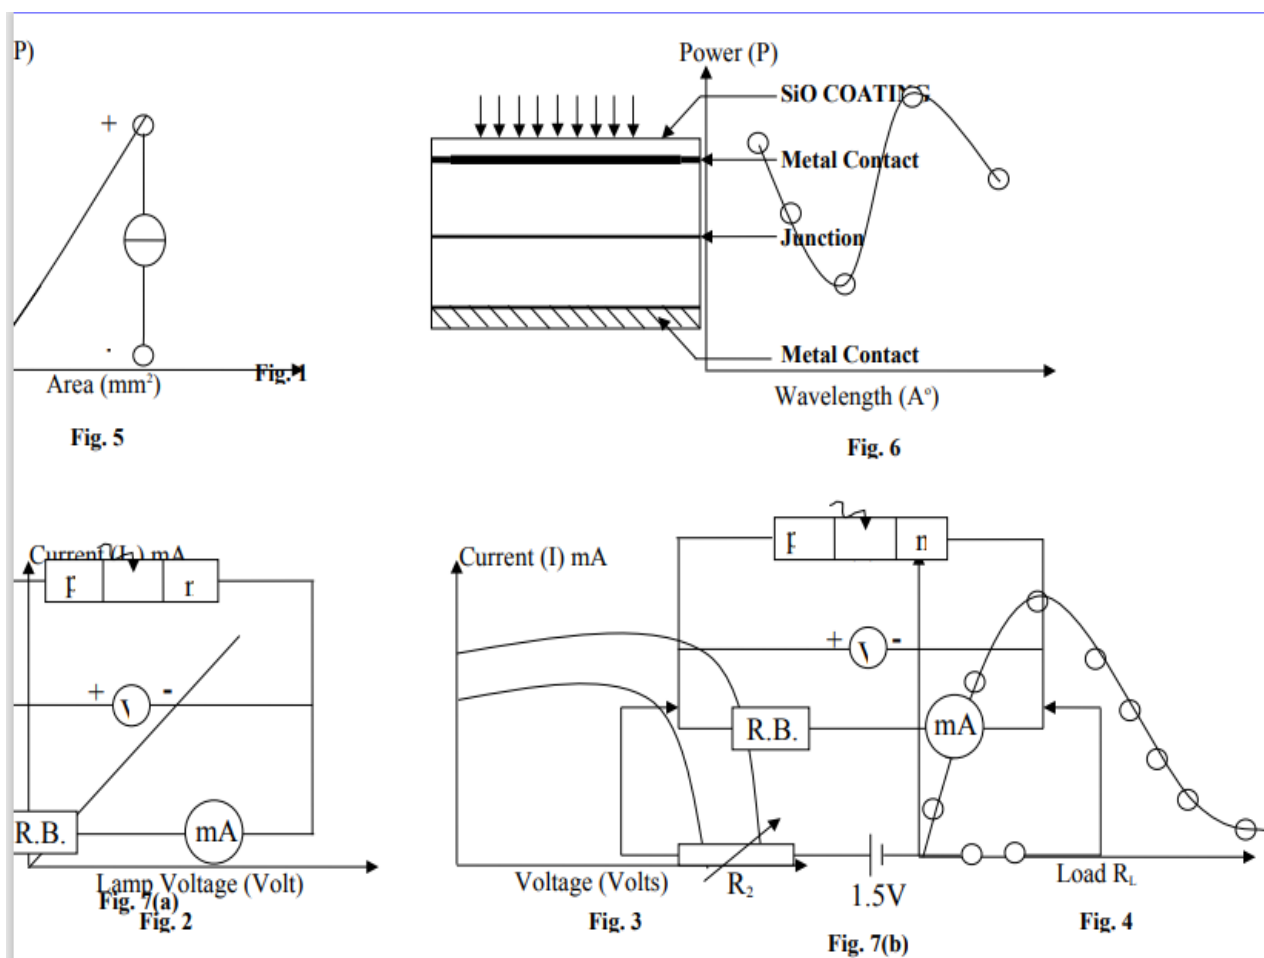 P)
Power (P)
SiO COATING
+
Metal Contact
Junction
-
Metal Contact
Fig. 1
Area (mm²)
Wavelength (A°)
Fig. 5
Fig. 6
p n
Current (I) mA
Current (I) mA
p
+ V -
+ V -
R.B. mA
R.B. mA
Lamp Voltage (Volt)
Voltage (Volts)
R₂
1.5V
Load R_L
Fig. 7(a)
Fig. 2
Fig. 3
Fig. 4
Fig. 7(b)